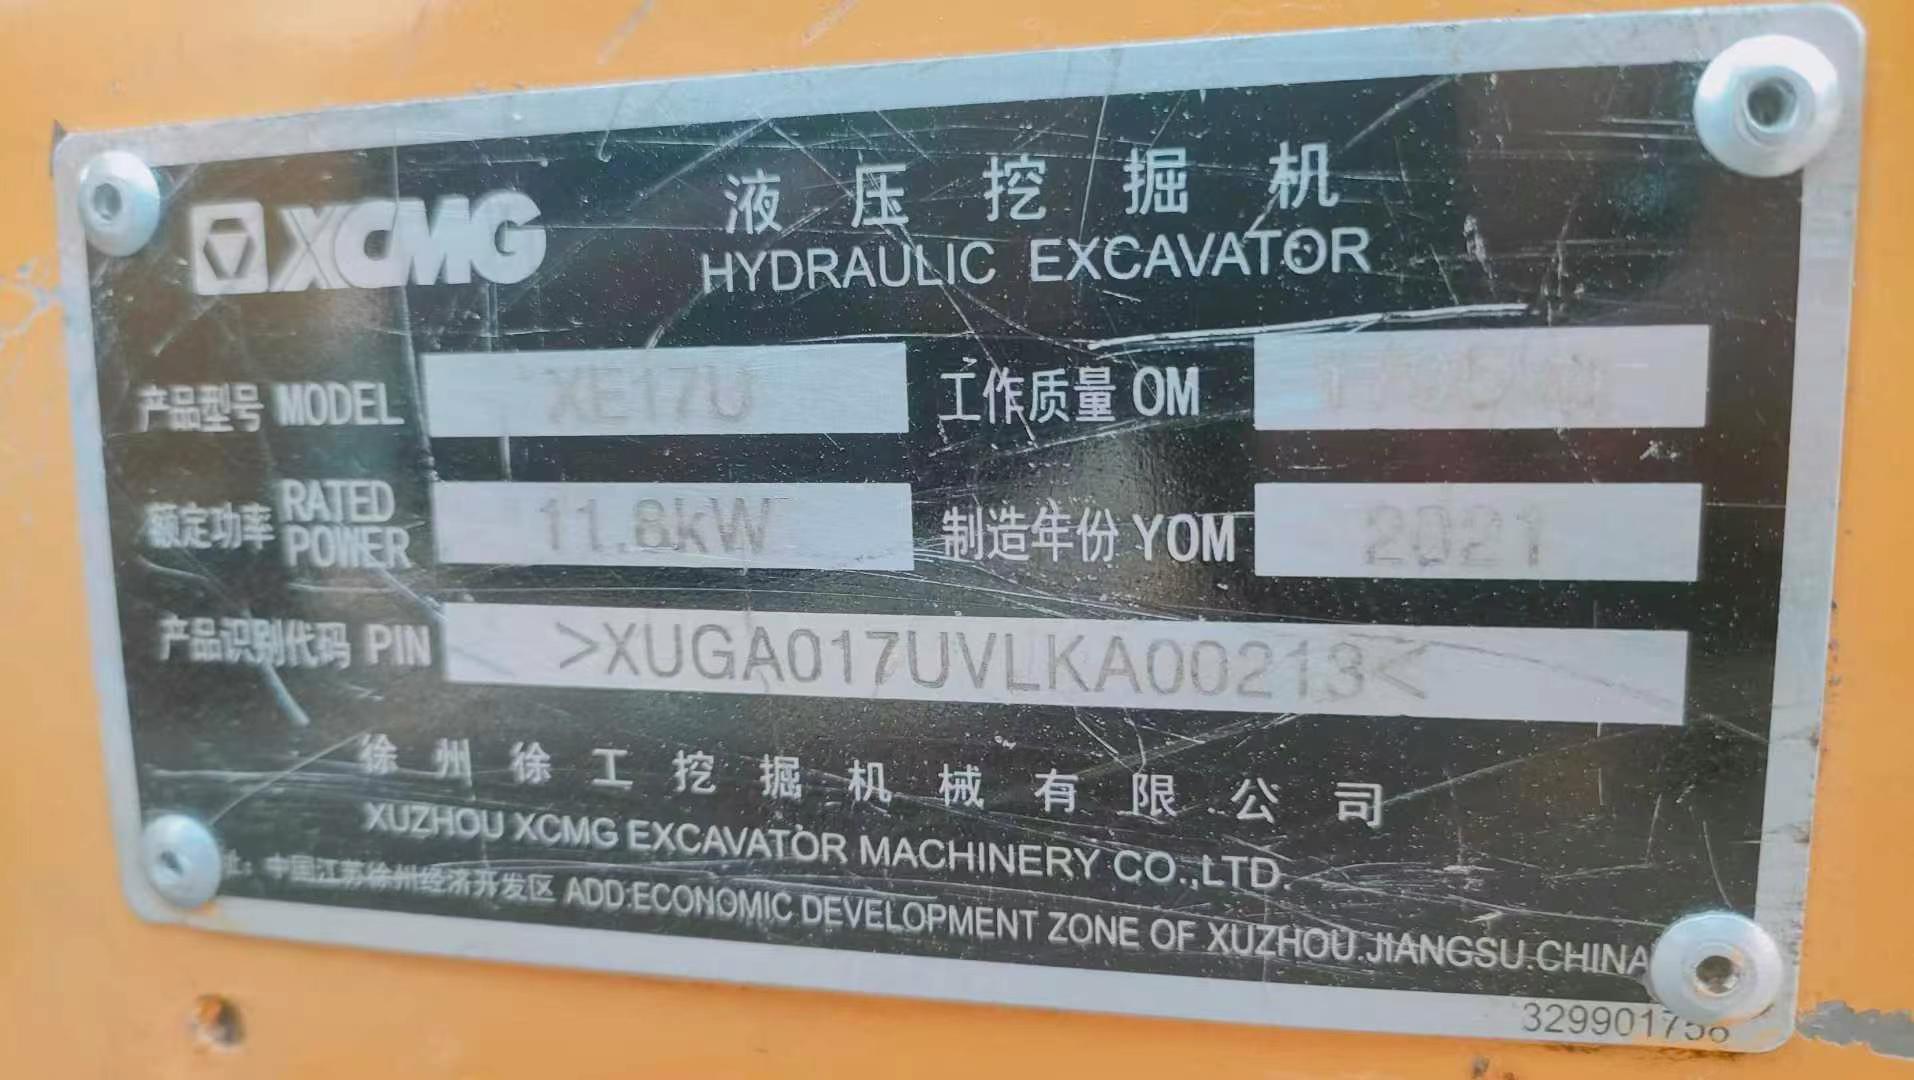 XCMG
液压挖掘机
HYDRAULIC EXCAVATOR
产品型号 MODEL XE17U 工作质量 OM
额定功率 RATED POWER 11.8kW 制造年份 YOM 2021
产品识别代码 PIN >XUGA017UVLKA00213<
徐州徐工挖掘机械有限公司
XUZHOU XCMG EXCAVATOR MACHINERY CO.,LTD.
址：中国江苏徐州经济开发区 ADD:ECONOMIC DEVELOPMENT ZONE OF XUZHOU.JIANGSU.CHINA
329901758